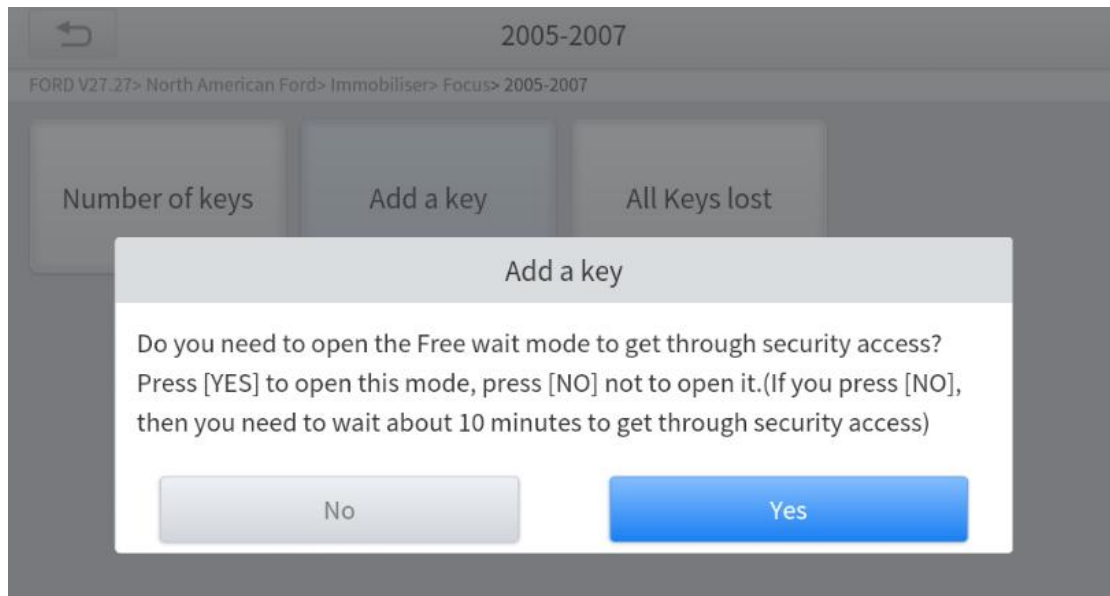 2005-2007
FORD V27.27> North American Ford> Immobiliser> Focus> 2005-2007
Number of keys
Add a key
All Keys lost
Add a key
Do you need to open the Free wait mode to get through security access?
Press [YES] to open this mode, press [NO] not to open it.(If you press [NO],
then you need to wait about 10 minutes to get through security access)
No
Yes